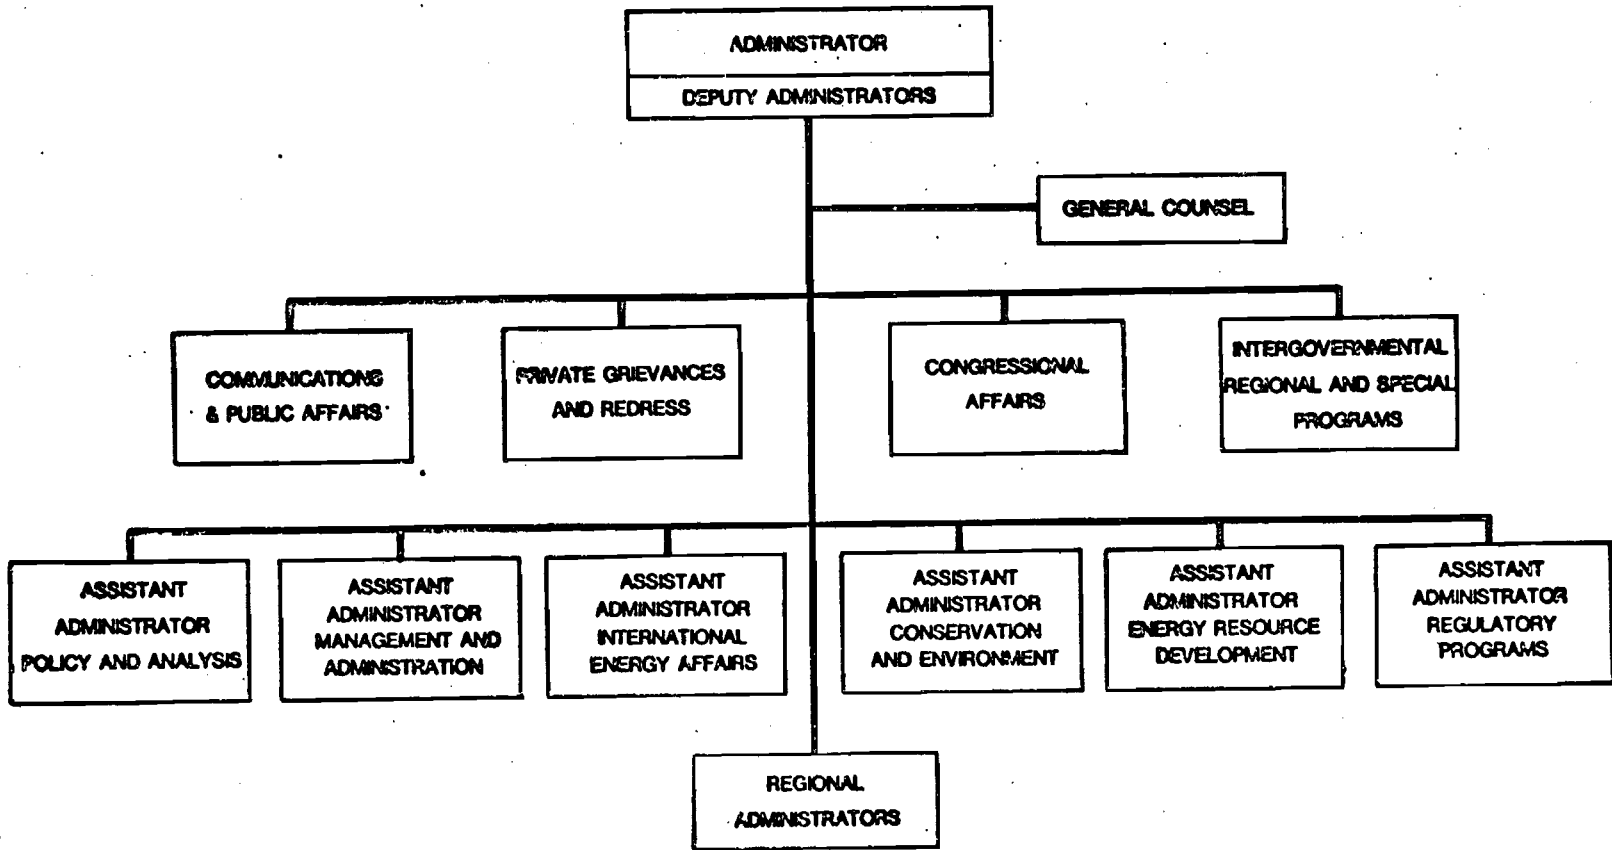 ADMINISTRATOR
DEPUTY ADMINISTRATORS
GENERAL COUNSEL
COMMUNICATIONS
& PUBLIC AFFAIRS
PRIVATE GRIEVANCES
AND REDRESS
CONGRESSIONAL
AFFAIRS
INTERGOVERNMENTAL
REGIONAL AND SPECIAL
PROGRAMS
ASSISTANT
ADMINISTRATOR
POLICY AND ANALYSIS
ASSISTANT
ADMINISTRATOR
MANAGEMENT AND
ADMINISTRATION
ASSISTANT
ADMINISTRATOR
INTERNATIONAL
ENERGY AFFAIRS
ASSISTANT
ADMINISTRATOR
CONSERVATION
AND ENVIRONMENT
ASSISTANT
ADMINISTRATOR
ENERGY RESOURCE
DEVELOPMENT
ASSISTANT
ADMINISTRATOR
REGULATORY
PROGRAMS
REGIONAL
ADMINISTRATORS